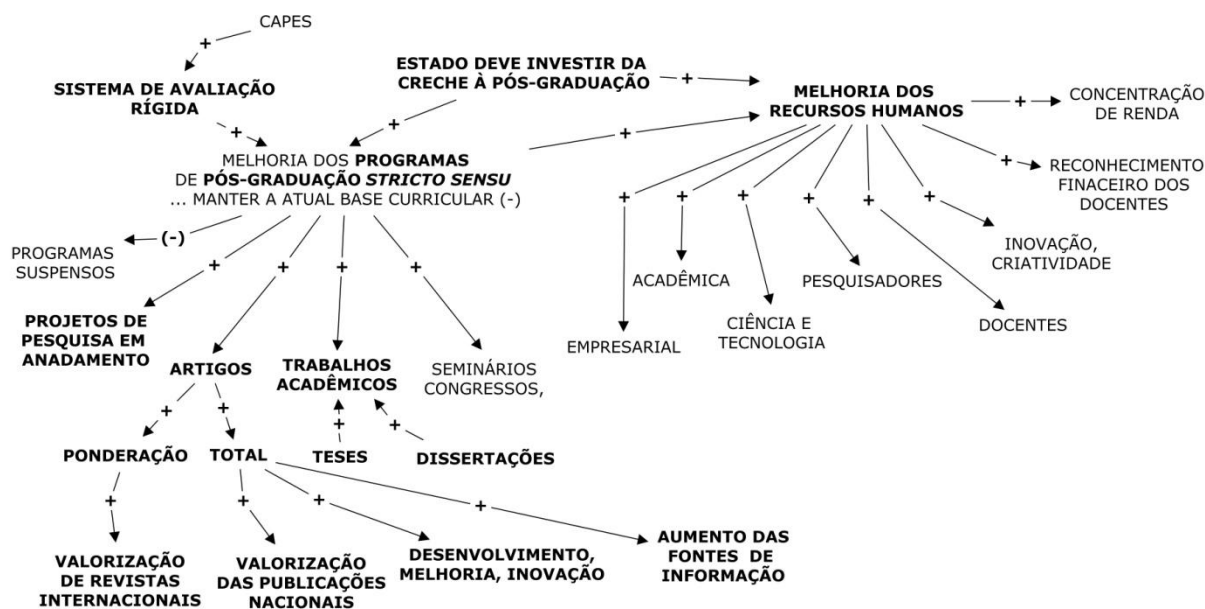 CAPES
+
SISTEMA DE AVALIAÇÃO
RÍGIDA
+
ESTADO DEVE INVESTIR DA
CRECHE À PÓS-GRADUAÇÃO
+
+
MELHORIA DOS
RECURSOS HUMANOS
+
CONCENTRAÇÃO
DE RENDA
+
RECONHECIMENTO
FINACEIRO DOS
DOCENTES
+
MELHORIA DOS PROGRAMAS
DE PÓS-GRADUAÇÃO STRICTO SENSU
... MANTER A ATUAL BASE CURRICULAR (-)
+
+
+
+
+
+
INOVAÇÃO,
CRIATIVIDADE
ACADÊMICA
PESQUISADORES
DOCENTES
CIÊNCIA E
TECNOLOGIA
EMPRESARIAL
(-)
PROGRAMAS
SUSPENSOS
+
+
+
+
PROJETOS DE
PESQUISA EM
ANADAMENTO
ARTIGOS
TRABALHOS
ACADÊMICOS
SEMINÁRIOS
CONGRESSOS,
+
+
+
+
PONDERAÇÃO
TOTAL
TESES
DISSERTAÇÕES
+
+
+
+
VALORIZAÇÃO
DE REVISTAS
INTERNACIONAIS
VALORIZAÇÃO
DAS PUBLICAÇÕES
NACIONAIS
DESENVOLVIMENTO,
MELHORIA, INOVAÇÃO
AUMENTO DAS
FONTES DE
INFORMAÇÃO